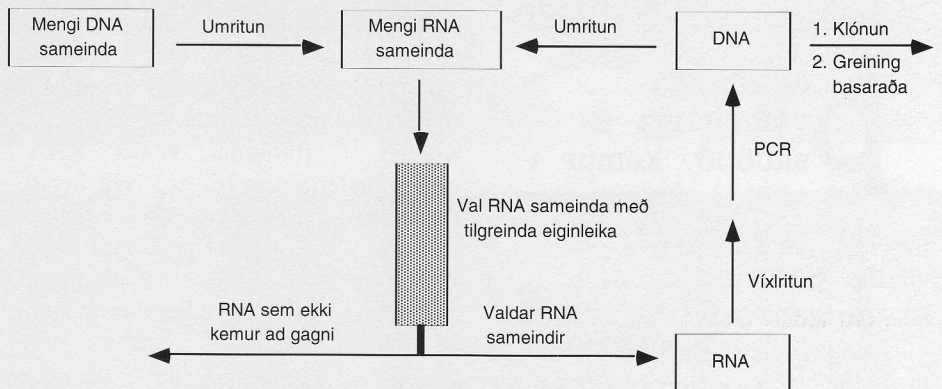 Mengi DNA
sameinda
Umritun
Mengi RNA
sameinda
Umritun
DNA
1. Klónun
2. Greining
basaraða
PCR
Val RNA sameinda með
tilgreinda eiginleika
Víxlritun
RNA sem ekki
kemur ad gagni
Valdar RNA
sameindir
RNA